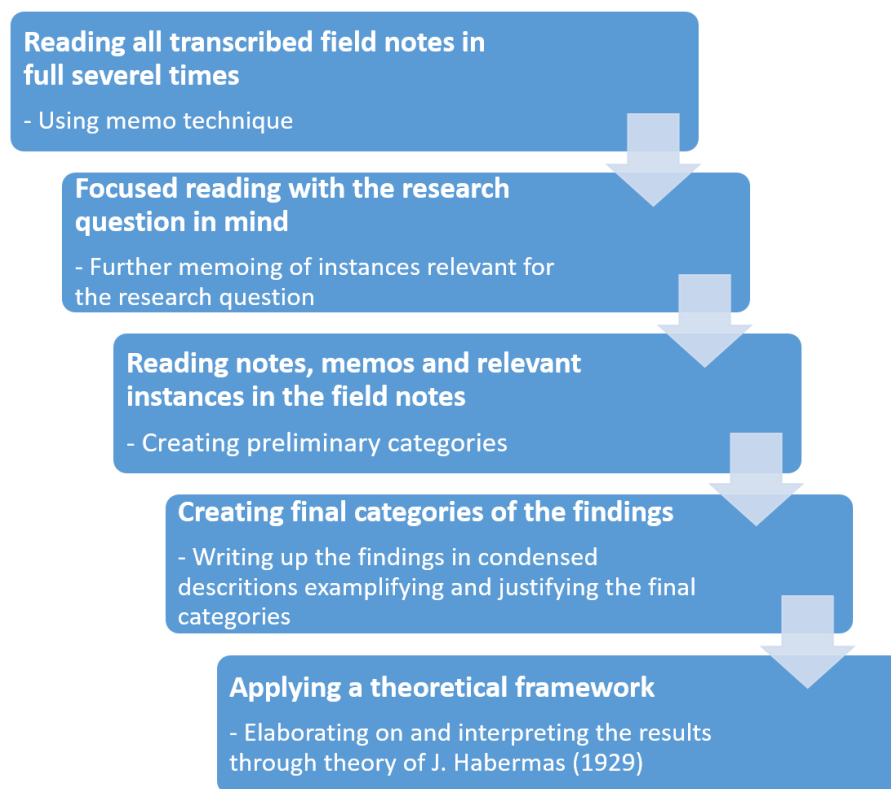 Reading all transcribed field notes in
full severel times
- Using memo technique
Focused reading with the research
question in mind
- Further memoing of instances relevant for
the research question
Reading notes, memos and relevant
instances in the field notes
- Creating preliminary categories
Creating final categories of the findings
- Writing up the findings in condensed
descritions examplifying and justifying the final
categories
Applying a theoretical framework
- Elaborating on and interpreting the results
through theory of J. Habermas (1929)